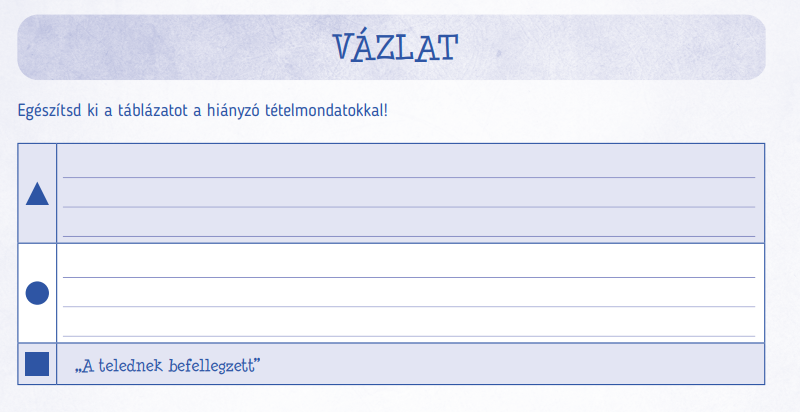 VÁZLAT
Egészítsd ki a táblázatot a hiányzó tételmondatokkal!
„A telednek befellegzett”